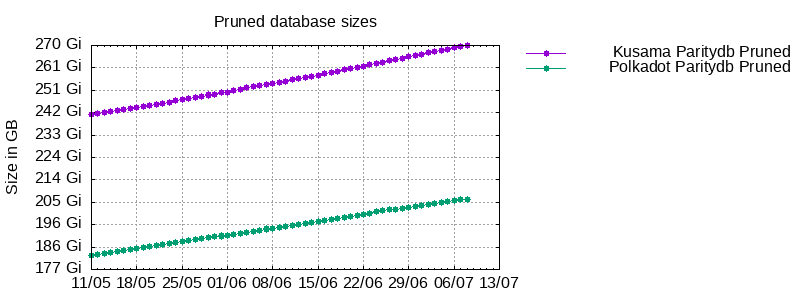 Pruned database sizes
270 Gi
261 Gi
251 Gi
242 Gi
233 Gi
224 Gi
214 Gi
205 Gi
196 Gi
186 Gi
177 Gi
Size in GB
11/05 18/05 25/05 01/06 08/06 15/06 22/06 29/06 06/07 13/07
Kusama Paritydb Pruned
Polkadot Paritydb Pruned